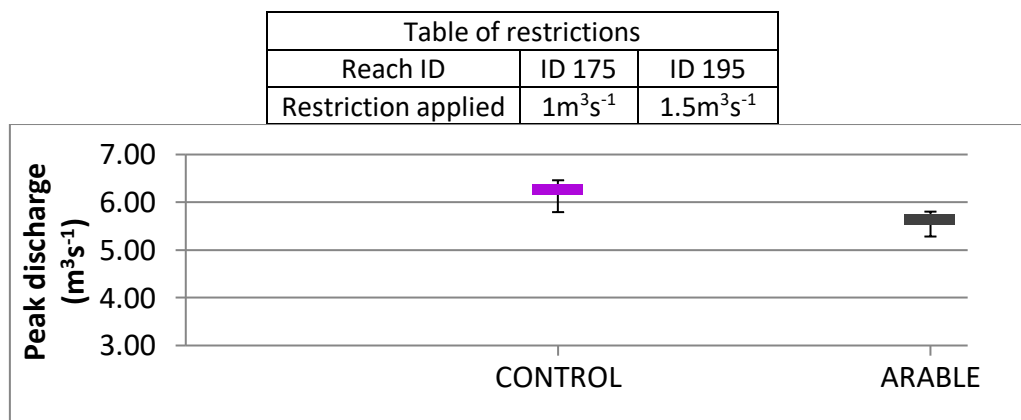 Table of restrictions
Reach ID ID 175 ID 195
Restriction applied 1m³s⁻¹ 1.5m³s⁻¹
Peak discharge
(m³s⁻¹)
7.00
6.00
5.00
4.00
3.00
CONTROL ARABLE